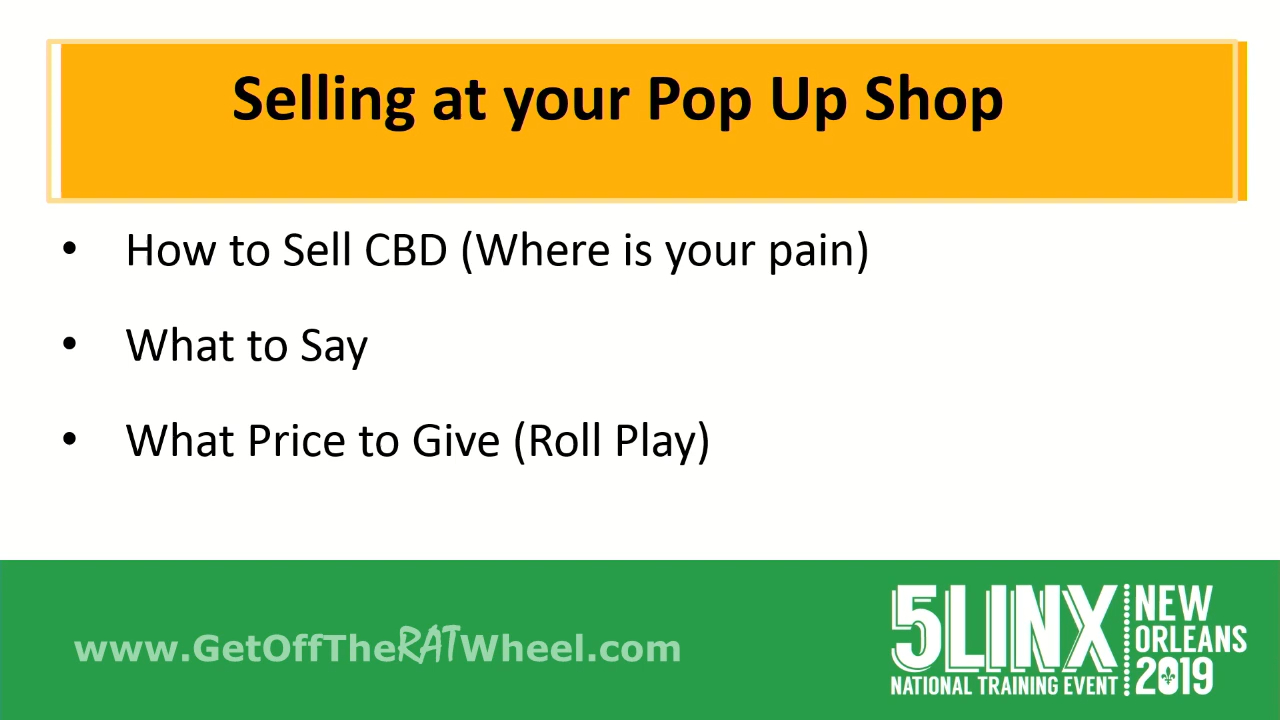 Selling at your Pop Up Shop
• How to Sell CBD (Where is your pain)
• What to Say
• What Price to Give (Roll Play)
www.GetOffTheRATWheel.com
5LINX
NATIONAL TRAINING EVENT
NEW
ORLEANS
2019